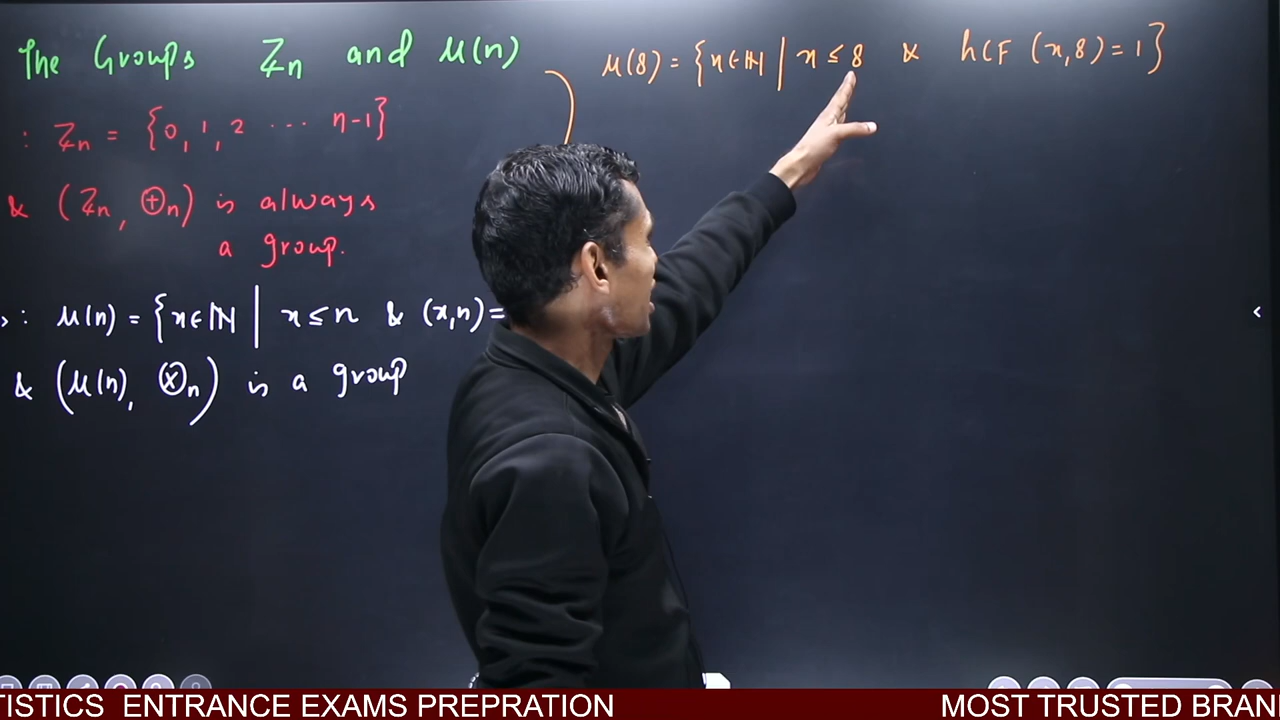 The Groups Zn and U(n)
: Zn = {0, 1, 2 ... n-1}
& (Zn, ⊕n) is always
a group.
: U(n) = {x∈ℕ | x ≤ n & (x,n)=
& (U(n), ⊗n) is a group
U(8) = {x∈ℕ | x ≤ 8 & hCF (x,8) = 1}
TISTICS ENTRANCE EXAMS PREPRATION
MOST TRUSTED BRAN